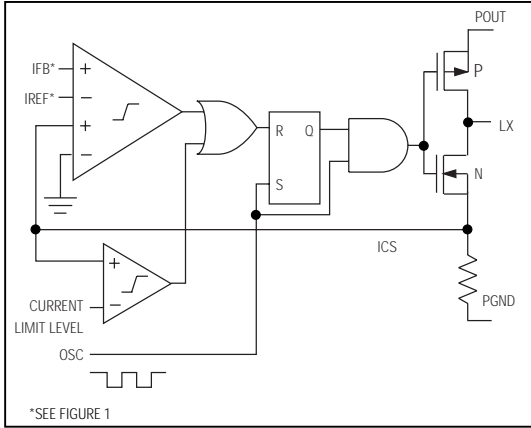 POUT
IFB*
+
P
IREF*
−
LX
+
R
Q
−
S
N
ICS
+
CURRENT
LIMIT LEVEL
−
PGND
OSC
*SEE FIGURE 1